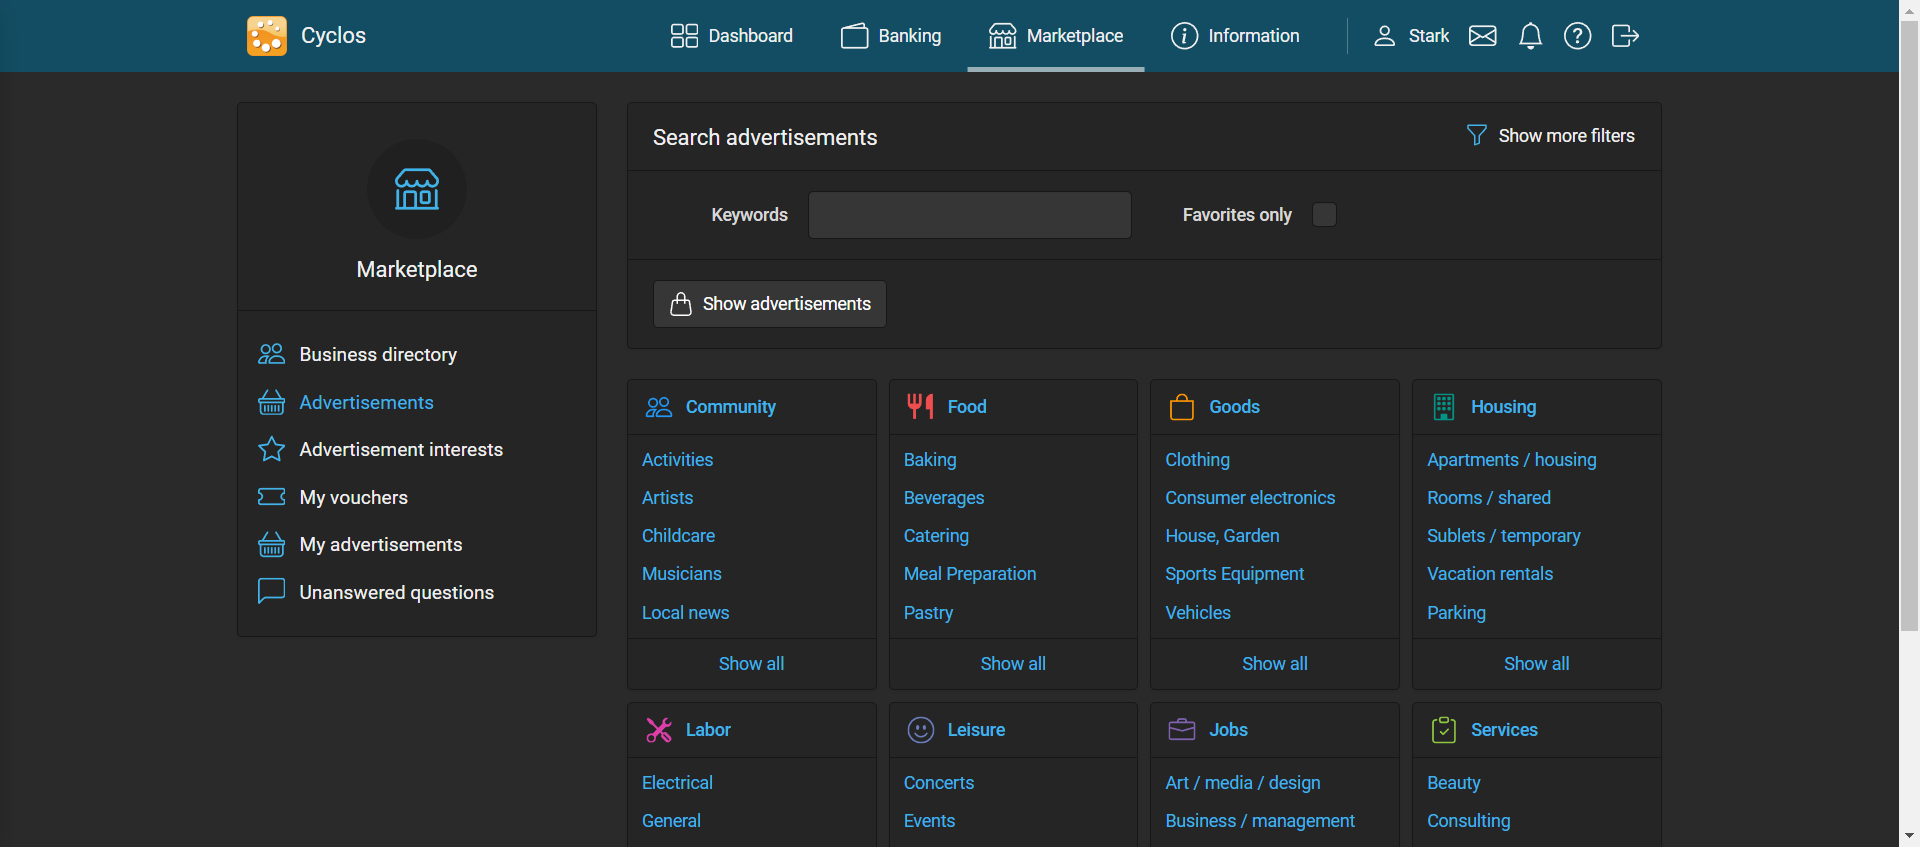 Cyclos
Dashboard
Banking
Marketplace
Information
Stark
Marketplace
Business directory
Advertisements
Advertisement interests
My vouchers
My advertisements
Unanswered questions
Search advertisements
Show more filters
Keywords
Favorites only
Show advertisements
Community
Activities
Artists
Childcare
Musicians
Local news
Show all
Food
Baking
Beverages
Catering
Meal Preparation
Pastry
Show all
Goods
Clothing
Consumer electronics
House, Garden
Sports Equipment
Vehicles
Show all
Housing
Apartments / housing
Rooms / shared
Sublets / temporary
Vacation rentals
Parking
Show all
Labor
Electrical
General
Leisure
Concerts
Events
Jobs
Art / media / design
Business / management
Services
Beauty
Consulting